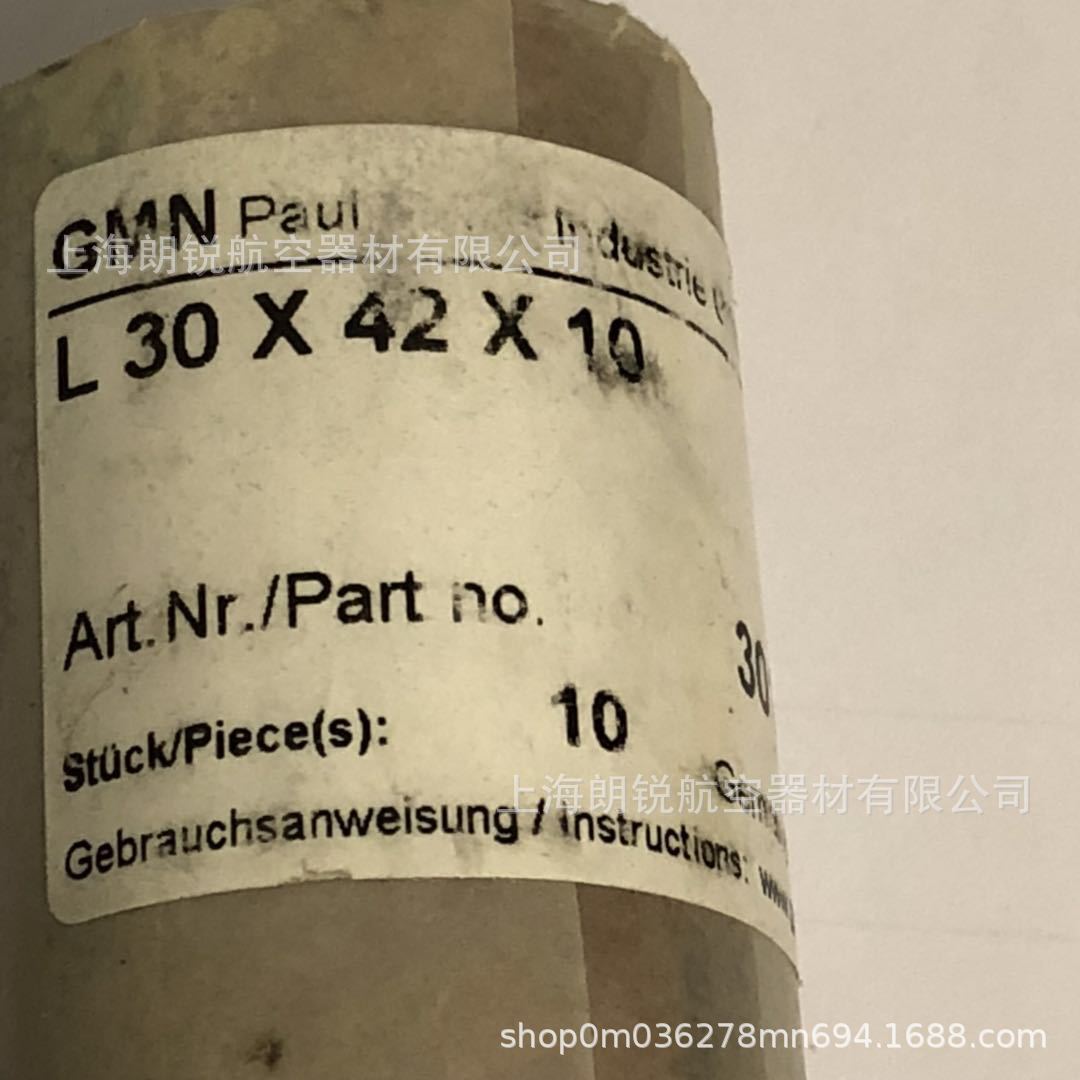 GMN Paul Industrie
上海朗锐航空器材有限公司
L 30 X 42 X 10
Art.Nr./Part no. 30
Stück/Piece(s): 10
上海朗锐航空器材有限公司
Gebrauchsanweisung / Instructions: www
shop0m036278mn694.1688.com